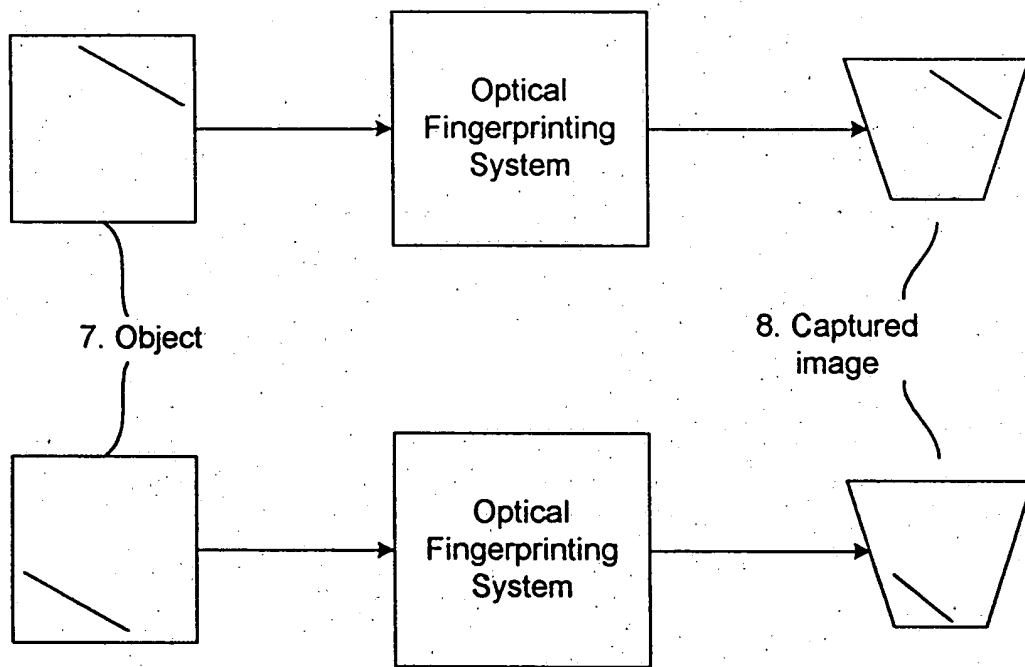 Optical
Fingerprinting
System
7. Object
8. Captured
image
Optical
Fingerprinting
System